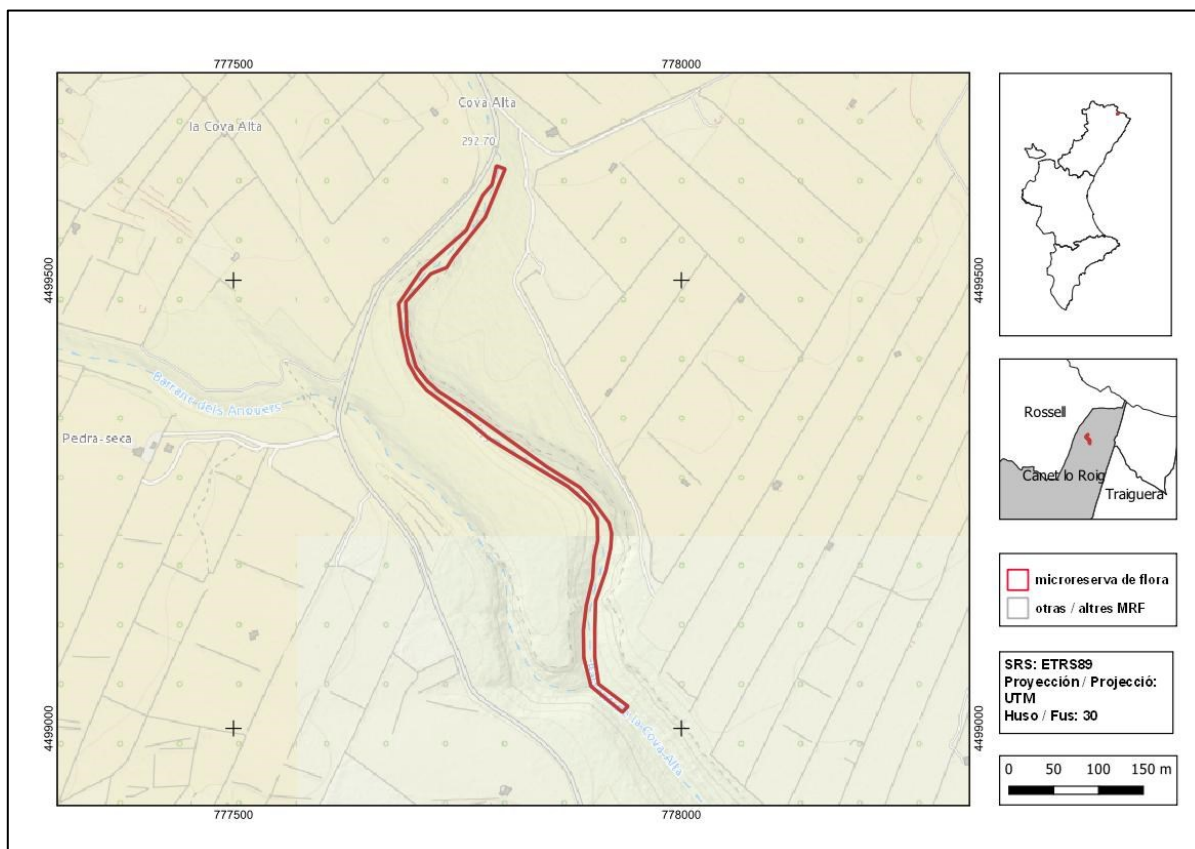 777500
778000
Cova Alta
la Cova Alta
292.70
4499500
4499500
Barranc dels
Pedra-seca
4499000
4499000
la Cova Alta
777500
778000
Rossell
Canet lo Roig
Traiguera
microreserva de flora
otras / altres MRF
SRS: ETRS89
Proyección / Projecció:
UTM
Huso / Fus: 30
0 50 100 150 m